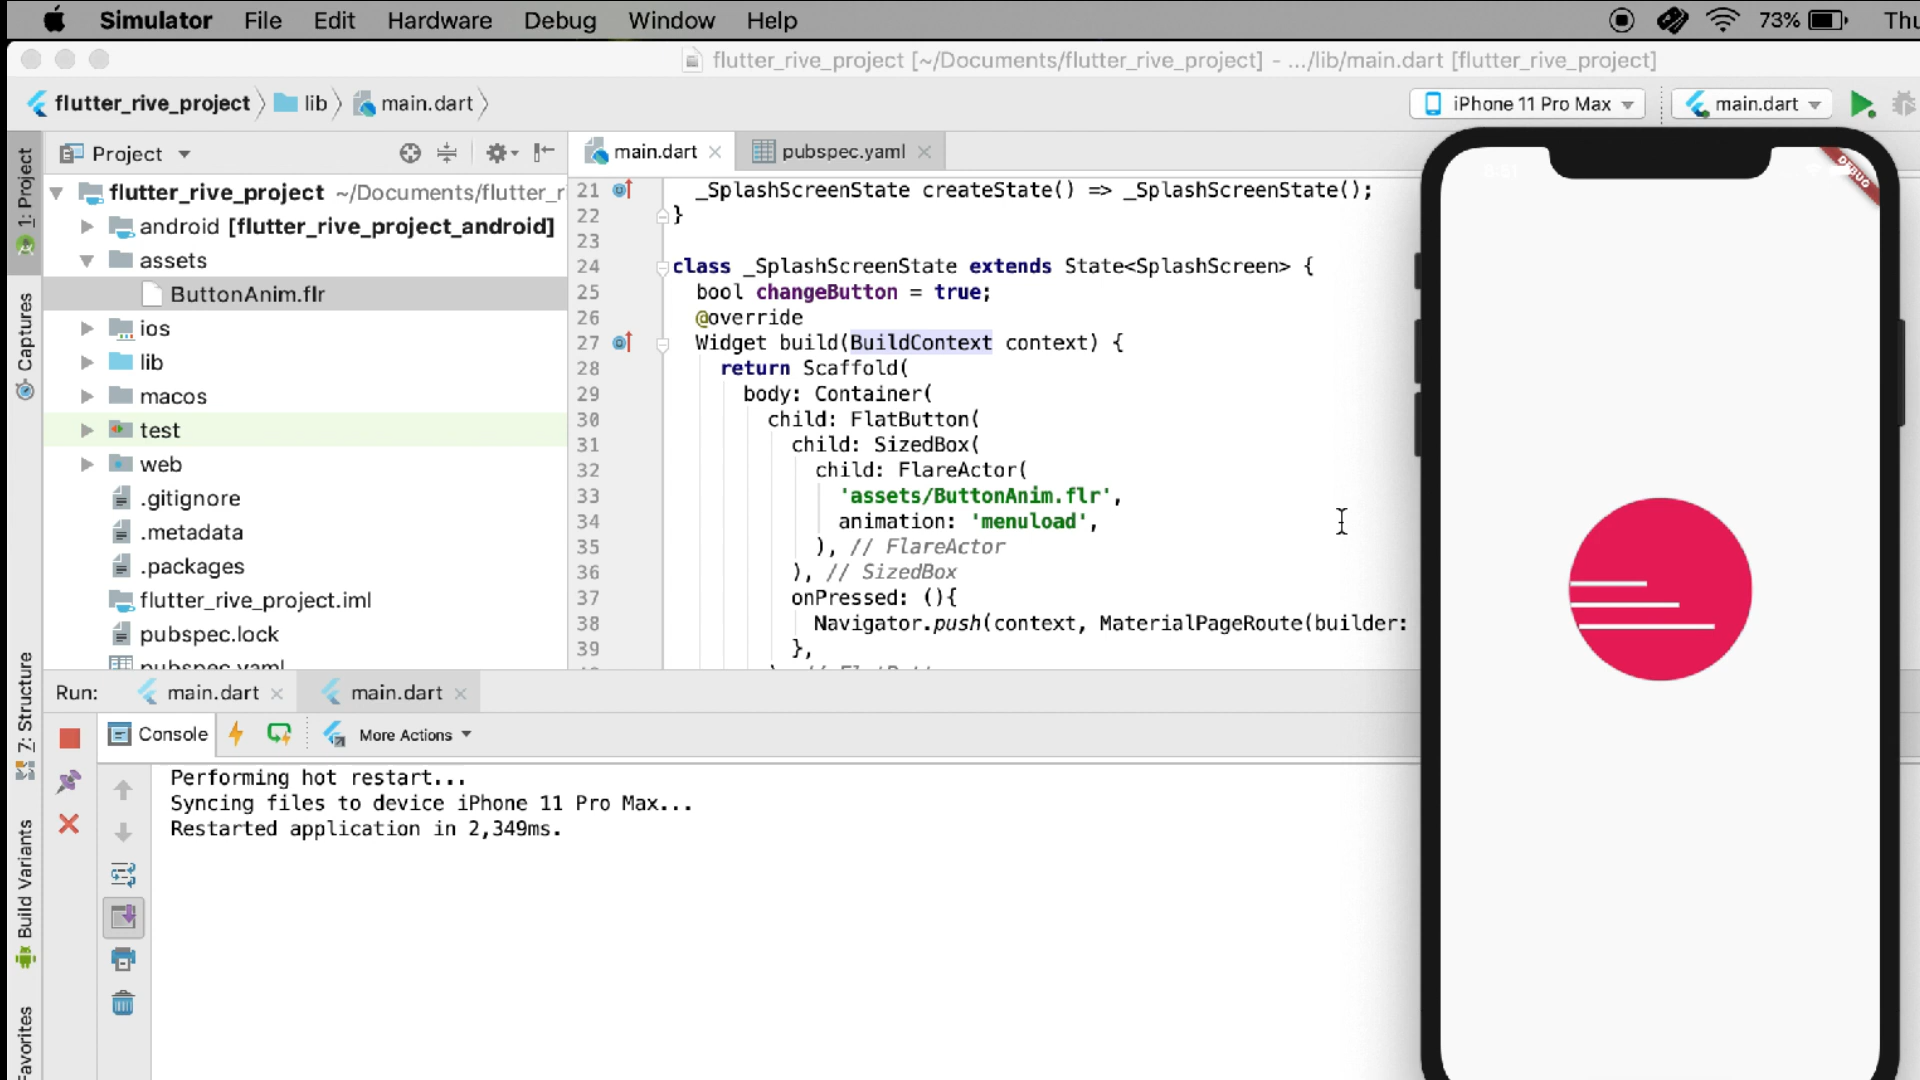 Simulator File Edit Hardware Debug Window Help 73% Thu
flutter_rive_project [~/Documents/flutter_rive_project] - .../lib/main.dart [flutter_rive_project]
flutter_rive_project lib main.dart iPhone 11 Pro Max main.dart
1: Project
Captures
7: Structure
Build Variants
Favorites
Project
flutter_rive_project ~/Documents/flutter_r
android [flutter_rive_project_android]
assets
ButtonAnim.flr
ios
lib
macos
test
web
.gitignore
.metadata
.packages
flutter_rive_project.iml
pubspec.lock
pubspec.yaml
main.dart pubspec.yaml
21 _SplashScreenState createState() => _SplashScreenState();
22 }
23
24 class _SplashScreenState extends State<SplashScreen> {
25 bool changeButton = true;
26 @override
27 Widget build(BuildContext context) {
28 return Scaffold(
29 body: Container(
30 child: FlatButton(
31 child: SizedBox(
32 child: FlareActor(
33 'assets/ButtonAnim.flr',
34 animation: 'menuload',
35 ), // FlareActor
36 ), // SizedBox
37 onPressed: (){
38 Navigator.push(context, MaterialPageRoute(builder:
39 },
DEBUG
Run: main.dart main.dart
Console More Actions
Performing hot restart...
Syncing files to device iPhone 11 Pro Max...
Restarted application in 2,349ms.